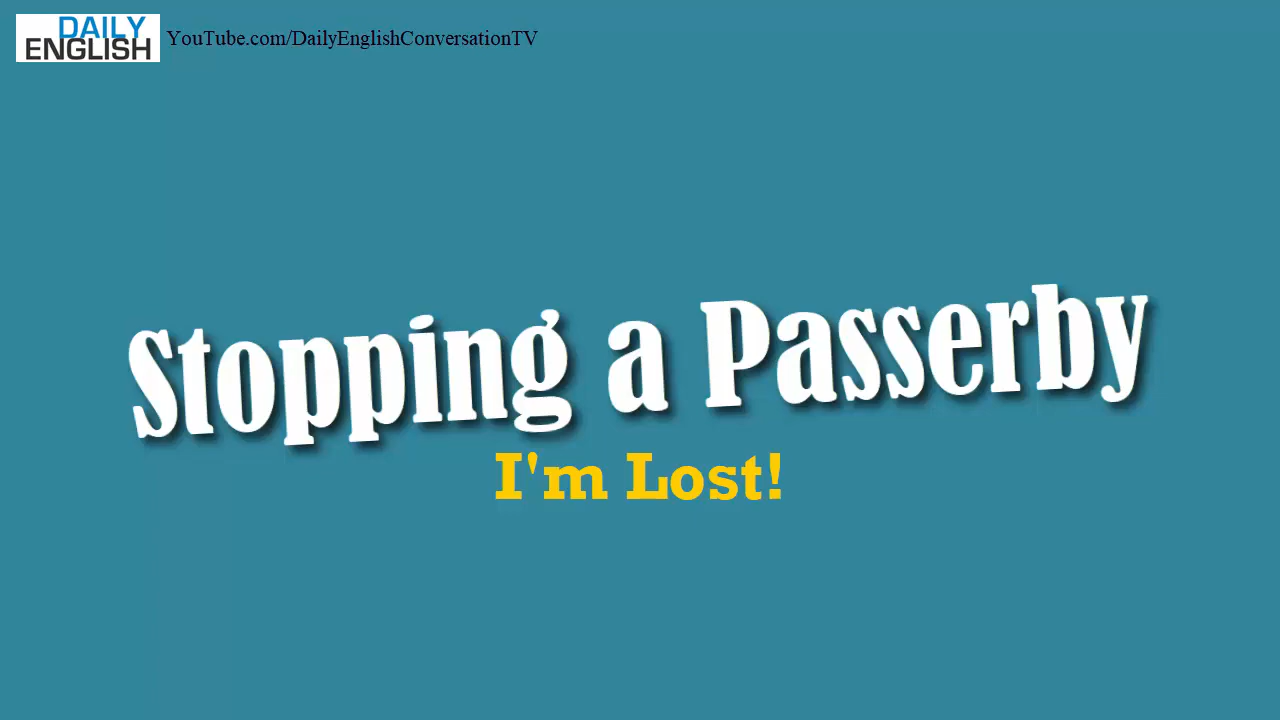 DAILY
ENGLISH
YouTube.com/DailyEnglishConversationTV
Stopping a Passerby
I'm Lost!